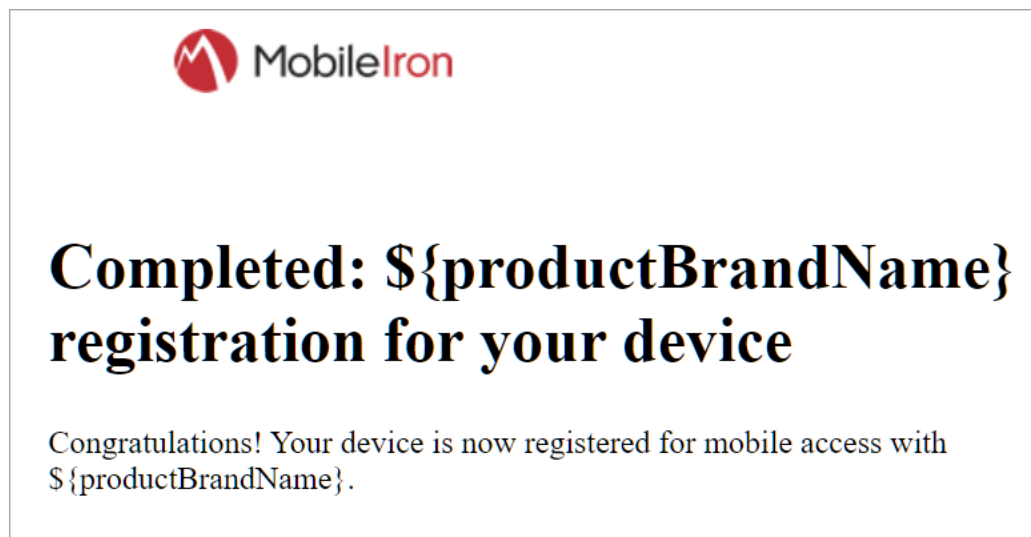 MobileIron
Completed: ${productBrandName}
registration for your device
Congratulations! Your device is now registered for mobile access with
${productBrandName}.